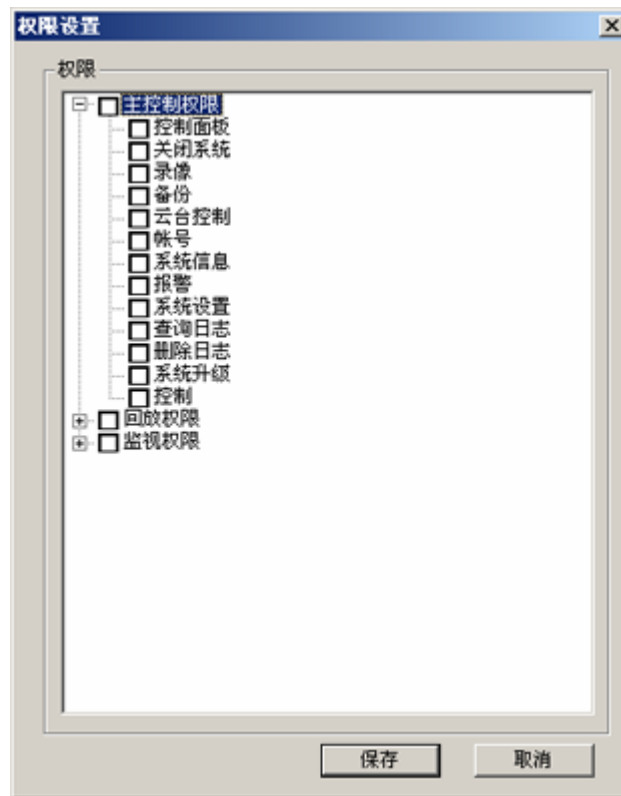 权限设置
权限
主控制权限
控制面板
关闭系统
录像
备份
云台控制
帐号
系统信息
报警
系统设置
查询日志
删除日志
系统升级
控制
回放权限
监视权限
保存
取消